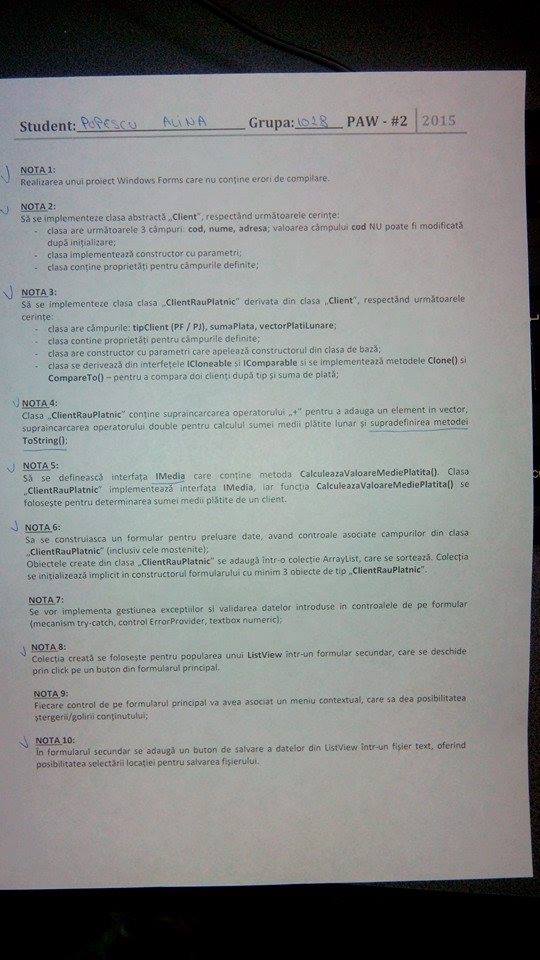 Student: POPESCU ALINA Grupa: 1028 PAW - #2 2015
NOTA 1:
Realizarea unui proiect Windows Forms care nu conține erori de compilare.
NOTA 2:
Să se implementeze clasa abstractă „Client”, respectând următoarele cerințe:
- clasa are următoarele 3 câmpuri: cod, nume, adresa; valoarea câmpului cod NU poate fi modificată
după inițializare;
- clasa implementează constructor cu parametri;
- clasa conține proprietăți pentru câmpurile definite;
NOTA 3:
Să se implementeze clasa clasa „ClientRauPlatnic” derivata din clasa „Client”, respectând următoarele
cerințe:
- clasa are câmpurile: tipClient (PF / PJ), sumaPlata, vectorPlatiLunare;
- clasa contine proprietăți pentru câmpurile definite;
- clasa are constructor cu parametri care apelează constructorul din clasa de bază;
- clasa se derivează din interfețele ICloneable și IComparable si se implementează metodele Clone() si
CompareTo() – pentru a compara doi clienți după tip și suma de plată;
NOTA 4:
Clasa „ClientRauPlatnic” conține supraincarcarea operatorului „+” pentru a adauga un element in vector,
supraincarcarea operatorului double pentru calculul sumei medii plătite lunar și supradefinirea metodei
ToString();
NOTA 5:
Să se definească interfața IMedia care conține metoda CalculeazaValoareMediePlatita(). Clasa
„ClientRauPlatnic” implementează interfața IMedia, iar funcția CalculeazaValoareMediePlatita() se
folosește pentru determinarea sumei medii plătite de un client.
NOTA 6:
Sa se construiasca un formular pentru preluare date, avand controale asociate campurilor din clasa
„ClientRauPlatnic” (inclusiv cele mostenite);
Obiectele create din clasa „ClientRauPlatnic” se adaugă într-o colecție ArrayList, care se sortează. Colecția
se inițializează implicit in constructorul formularului cu minim 3 obiecte de tip „ClientRauPlatnic”.
NOTA 7:
Se vor implementa gestiunea excepțiilor si validarea datelor introduse in controalele de pe formular
(mecanism try-catch, control ErrorProvider, textbox numeric);
NOTA 8:
Colecția creată se folosește pentru popularea unui ListView într-un formular secundar, care se deschide
prin click pe un buton din formularul principal.
NOTA 9:
Fiecare control de pe formularul principal va avea asociat un meniu contextual, care sa dea posibilitatea
ștergerii/golirii conținutului;
NOTA 10:
În formularul secundar se adaugă un buton de salvare a datelor din ListView într-un fișier text, oferind
posibilitatea selectării locației pentru salvarea fișierului.